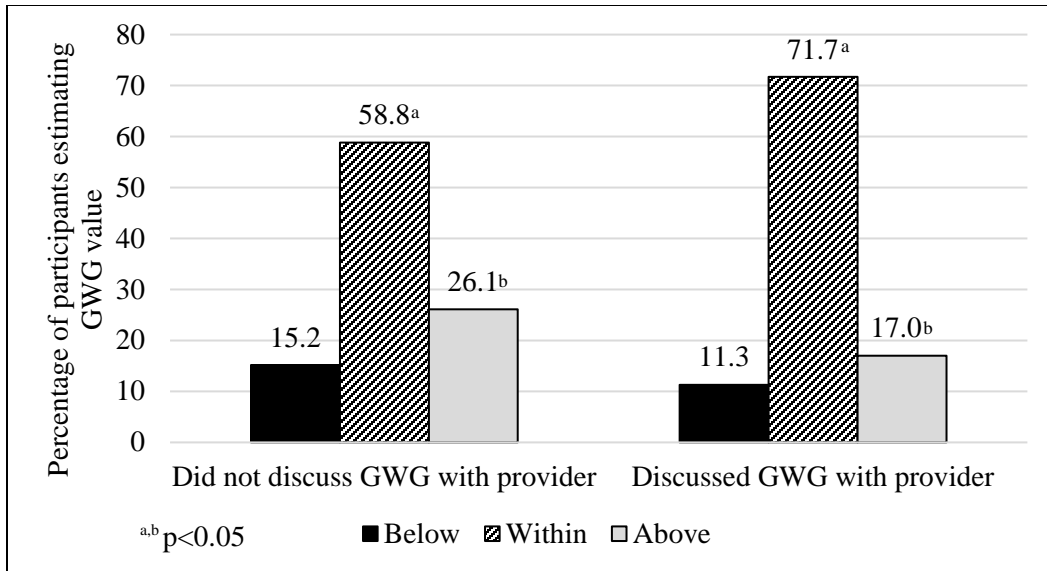 Percentage of participants estimating
GWG value
80
70
60
50
40
30
20
10
0
15.2
58.8ᵃ
26.1ᵇ
11.3
71.7ᵃ
17.0ᵇ
Did not discuss GWG with provider
Discussed GWG with provider
ᵃ,ᵇ p<0.05
Below
Within
Above